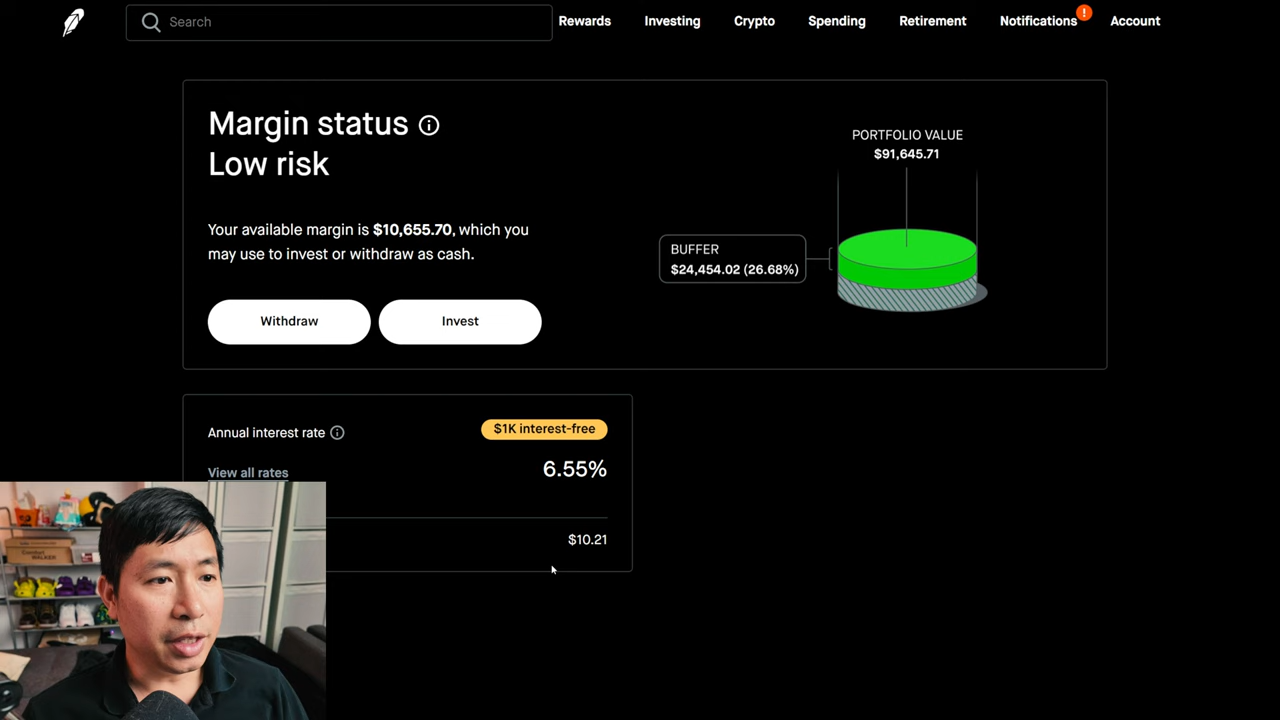 Search
Rewards
Investing
Crypto
Spending
Retirement
Notifications
!
Account
Margin status
Low risk
Your available margin is $10,655.70, which you
may use to invest or withdraw as cash.
Withdraw
Invest
PORTFOLIO VALUE
$91,645.71
BUFFER
$24,454.02 (26.68%)
Annual interest rate
$1K interest-free
View all rates
6.55%
$10.21
Comfort
WALKER